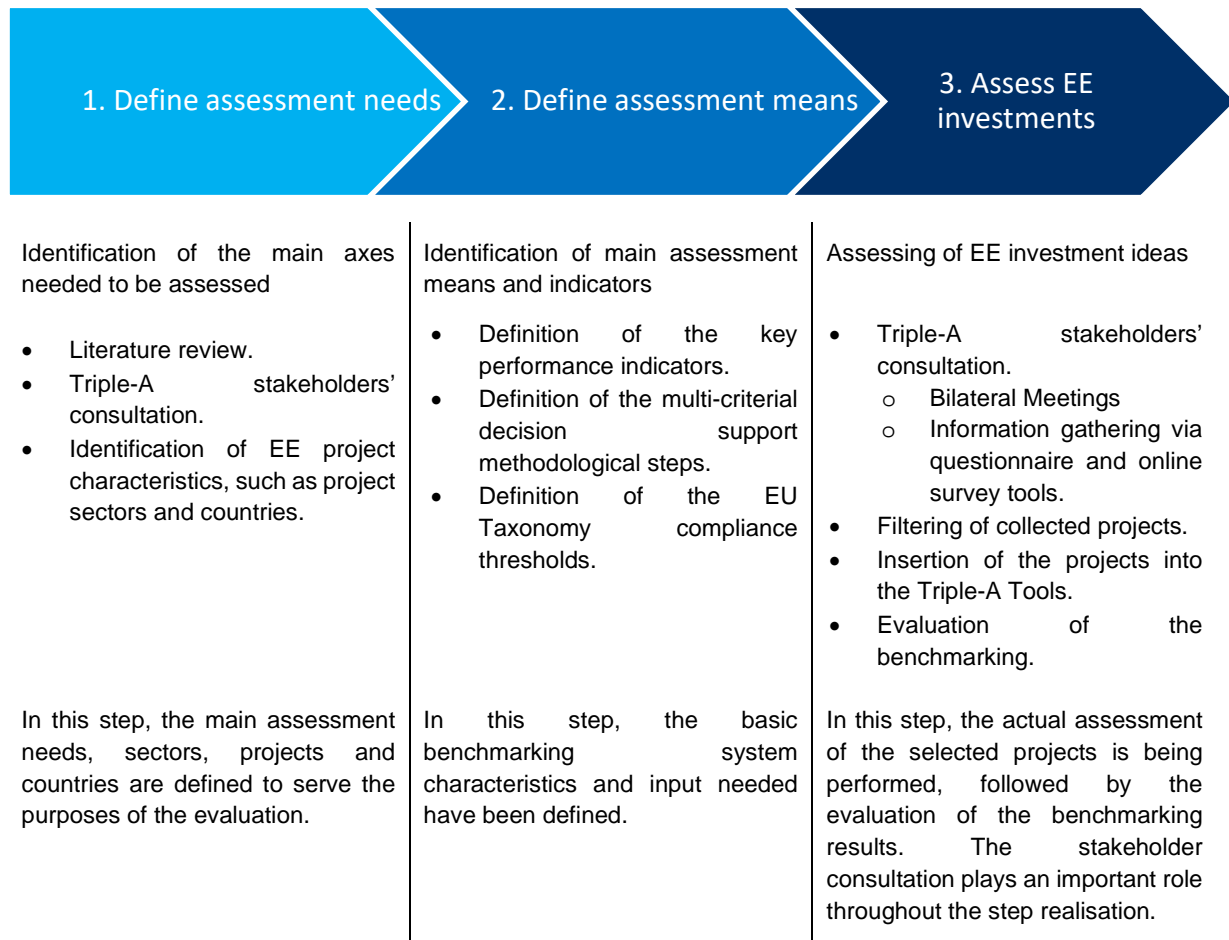 1. Define assessment needs
2. Define assessment means
3. Assess EE
investments
Identification of the main axes
needed to be assessed
• Literature review.
• Triple-A stakeholders’
consultation.
• Identification of EE project
characteristics, such as project
sectors and countries.
In this step, the main assessment
needs, sectors, projects and
countries are defined to serve the
purposes of the evaluation.
Identification of main assessment
means and indicators
• Definition of the key
performance indicators.
• Definition of the multi-criterial
decision support
methodological steps.
• Definition of the EU
Taxonomy compliance
thresholds.
In this step, the basic
benchmarking system
characteristics and input needed
have been defined.
Assessing of EE investment ideas
• Triple-A stakeholders’
consultation.
o Bilateral Meetings
o Information gathering via
questionnaire and online
survey tools.
• Filtering of collected projects.
• Insertion of the projects into
the Triple-A Tools.
• Evaluation of the
benchmarking.
In this step, the actual assessment
of the selected projects is being
performed, followed by the
evaluation of the benchmarking
results. The stakeholder
consultation plays an important role
throughout the step realisation.